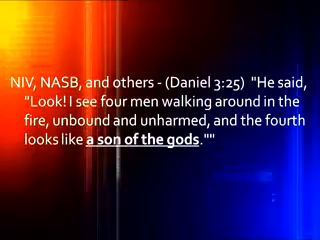 NIV, NASB, and others - (Daniel 3:25)  "He said,
"Look! I see four men walking around in the
fire, unbound and unharmed, and the fourth
looks like a son of the gods.""